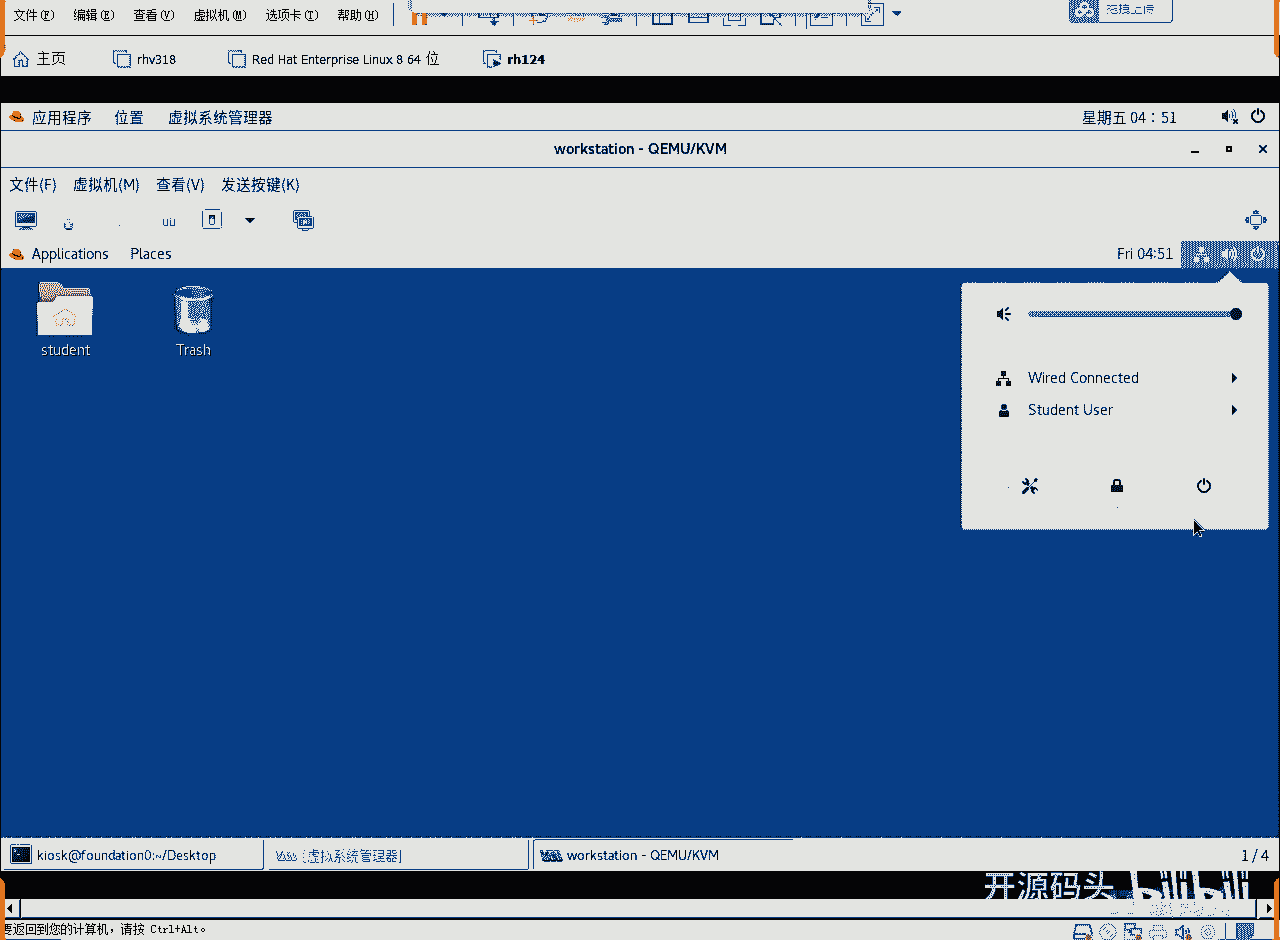 文件(F) 编辑(E) 查看(V) 虚拟机(M) 选项卡(T) 帮助(H) 拖拽上传
主页 rhv318 Red Hat Enterprise Linux 8 64 位 rh124
应用程序 位置 虚拟系统管理器 星期五 04：51
workstation - QEMU/KVM
文件(F) 虚拟机(M) 查看(V) 发送按键(K)
Applications Places Fri 04:51
student Trash
Wired Connected
Student User
kiosk@foundation0:~/Desktop [虚拟系统管理器] workstation - QEMU/KVM 1 / 4
开源码头 bilibili
要返回到您的计算机，请按 Ctrl+Alt。